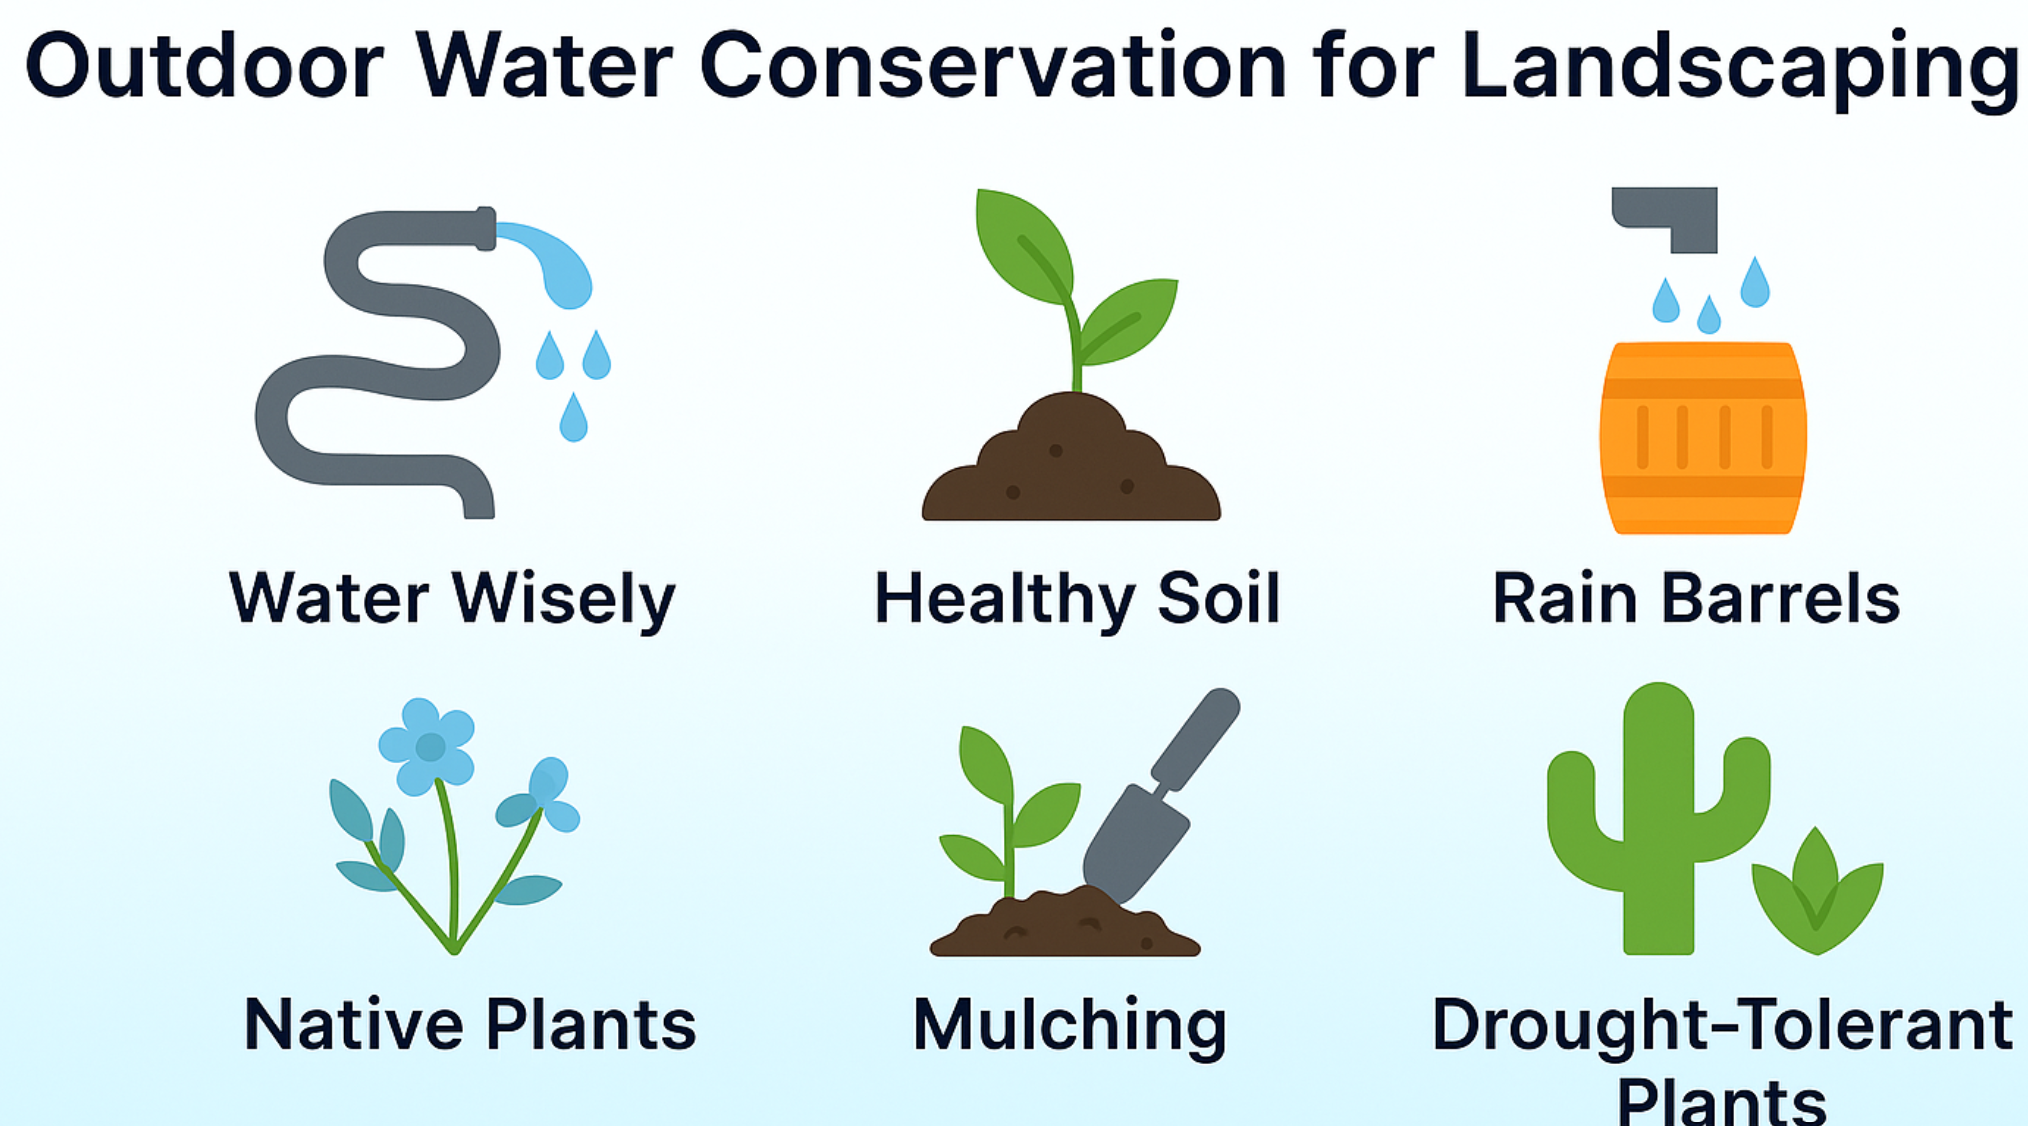 Outdoor Water Conservation for Landscaping
Water Wisely
Healthy Soil
Rain Barrels
Native Plants
Mulching
Drought-Tolerant
Plants